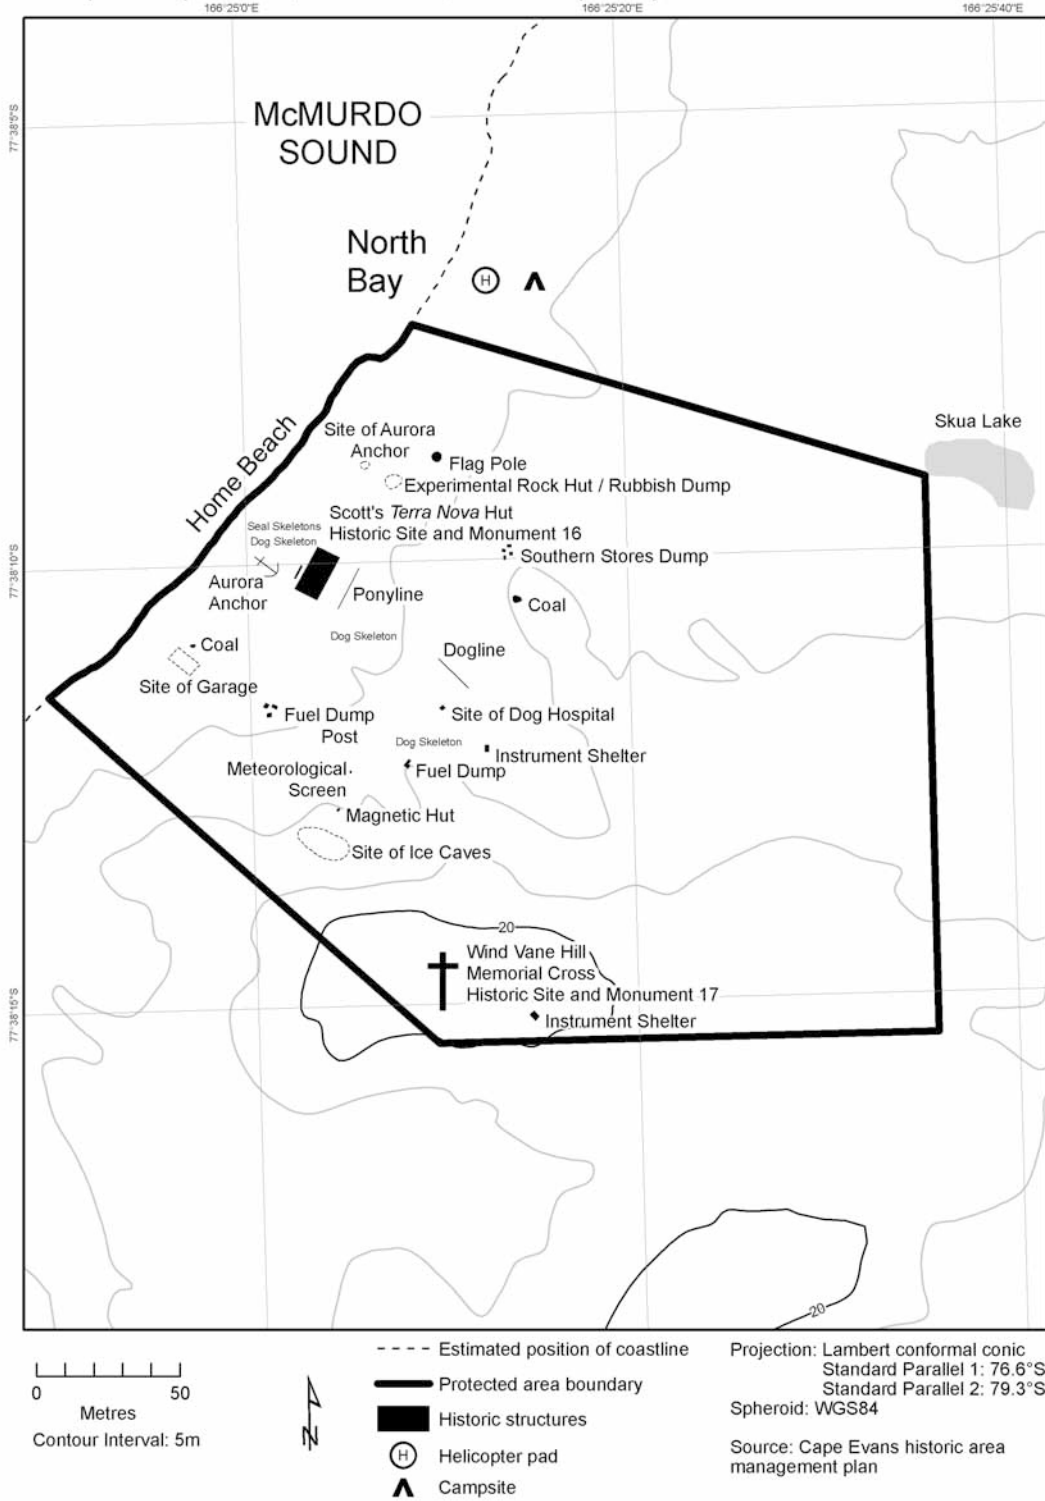 166°25'0"E
166°25'20"E
166°25'40"E
77°38'5"S
McMURDO
SOUND
North
Bay
H
Home Beach
Skua Lake
Site of Aurora
Anchor
Flag Pole
Experimental Rock Hut / Rubbish Dump
Scott's Terra Nova Hut
Historic Site and Monument 16
Seal Skeletons
Dog Skeleton
77°38'10"S
Southern Stores Dump
Aurora
Anchor
Ponyline
Coal
Dog Skeleton
Coal
Dogline
Site of Garage
Fuel Dump
Post
Site of Dog Hospital
Dog Skeleton
Instrument Shelter
Meteorological
Screen
Fuel Dump
Magnetic Hut
Site of Ice Caves
20
Wind Vane Hill
Memorial Cross
Historic Site and Monument 17
77°38'15"S
Instrument Shelter
20
0 50
Metres
Contour Interval: 5m
N
Estimated position of coastline
Protected area boundary
Historic structures
H Helicopter pad
Campsite
Projection: Lambert conformal conic
Standard Parallel 1: 76.6°S
Standard Parallel 2: 79.3°S
Spheroid: WGS84
Source: Cape Evans historic area
management plan